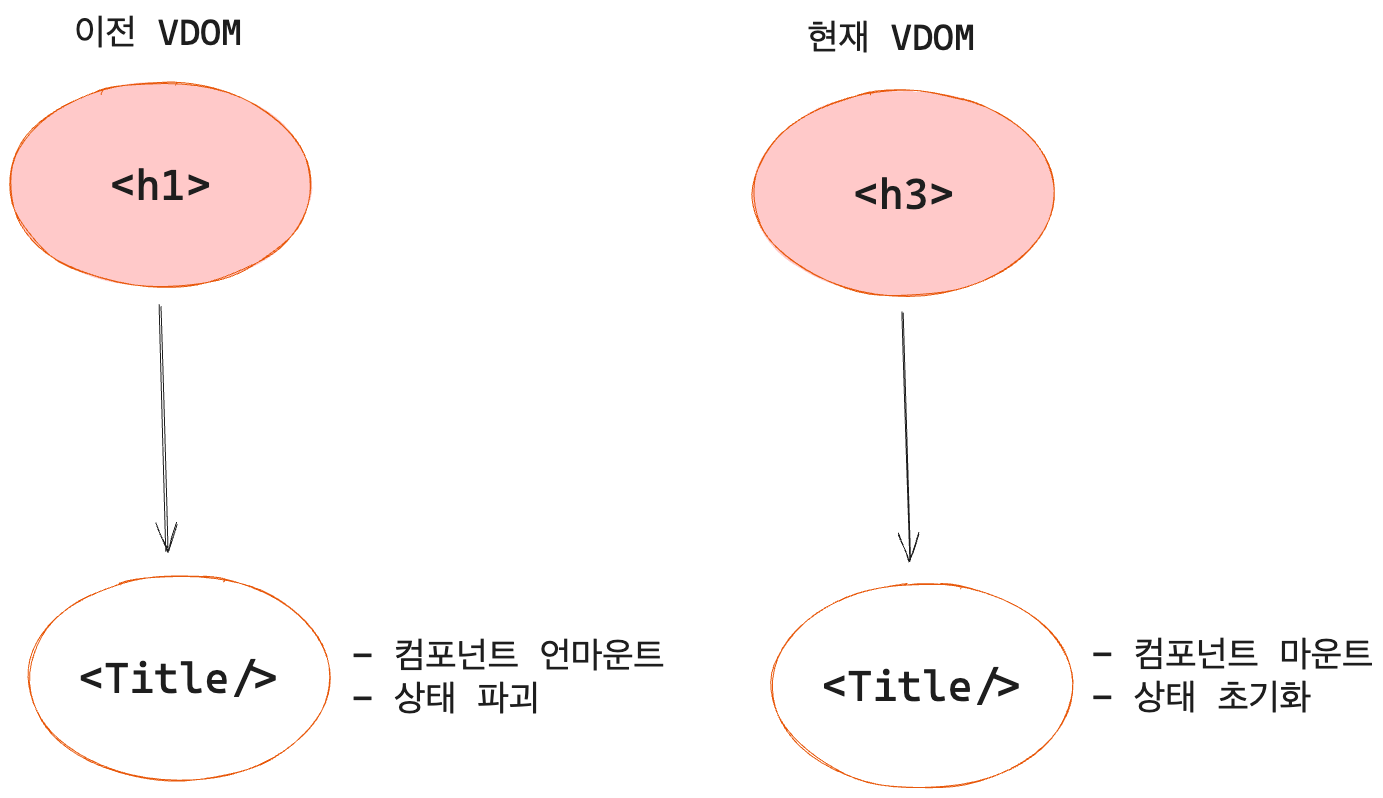 이전 VDOM
현재 VDOM
<h1>
<h3>
<Title/>
- 컴포넌트 언마운트
- 상태 파괴
<Title/>
- 컴포넌트 마운트
- 상태 초기화